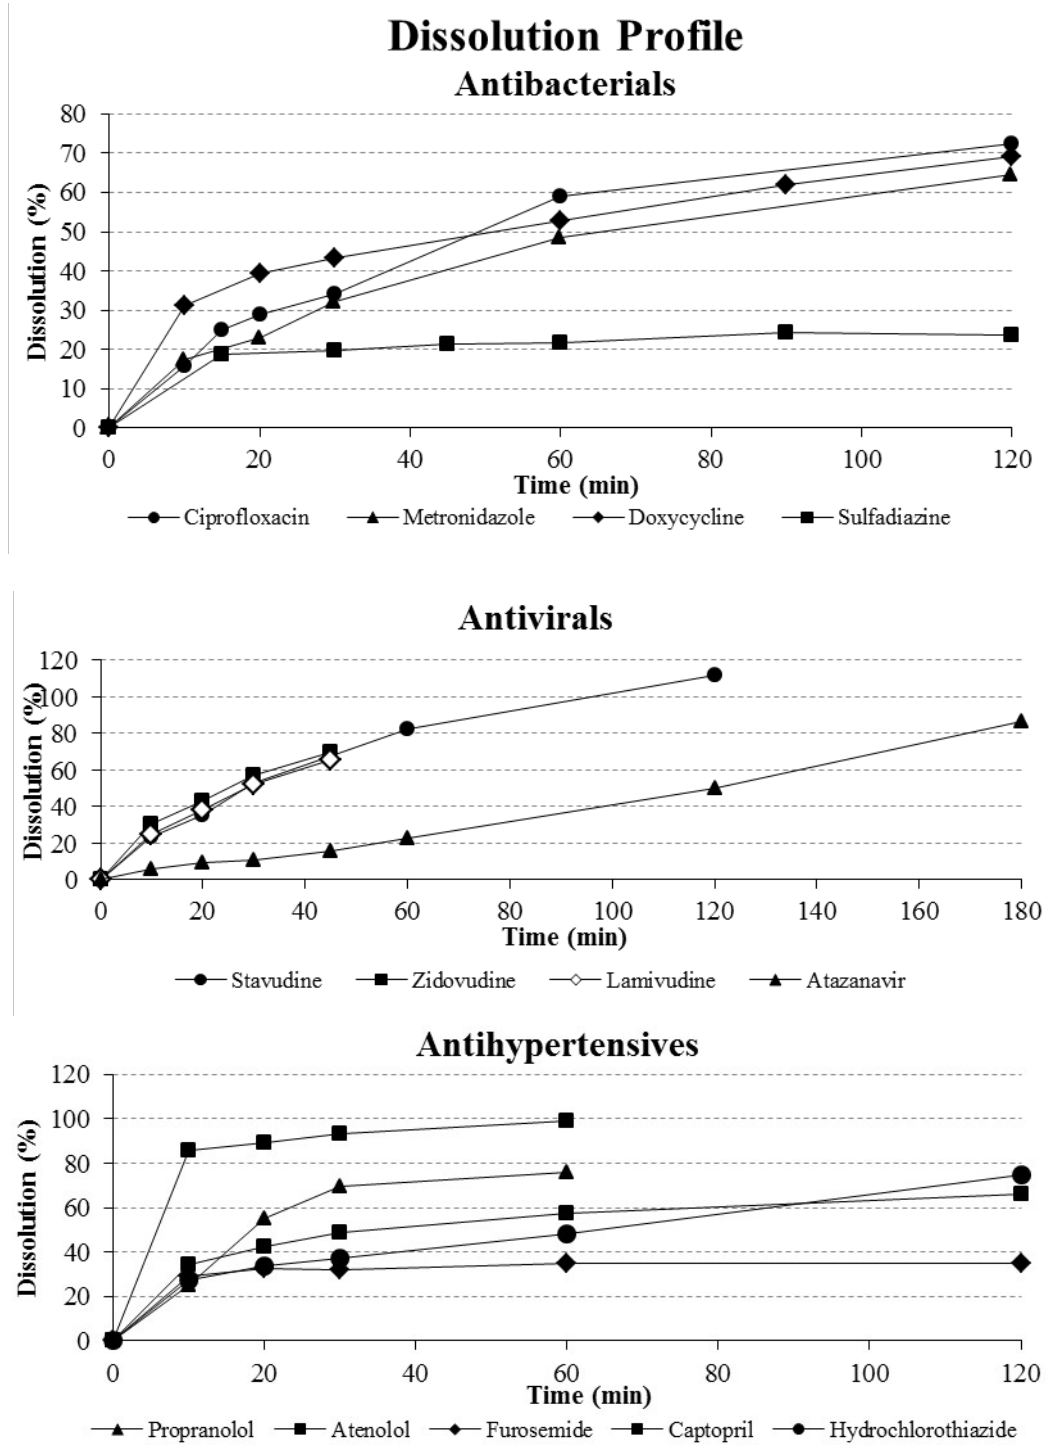 Dissolution Profile
Antibacterials
Dissolution (%)
80
70
60
50
40
30
20
10
0
0 20 40 60 80 100 120
Time (min)
Ciprofloxacin Metronidazole Doxycycline Sulfadiazine
Antivirals
Dissolution (%)
120
100
80
60
40
20
0
0 20 40 60 80 100 120 140 160 180
Time (min)
Stavudine Zidovudine Lamivudine Atazanavir
Antihypertensives
Dissolution (%)
120
100
80
60
40
20
0
0 20 40 60 80 100 120
Time (min)
Propranolol Atenolol Furosemide Captopril Hydrochlorothiazide